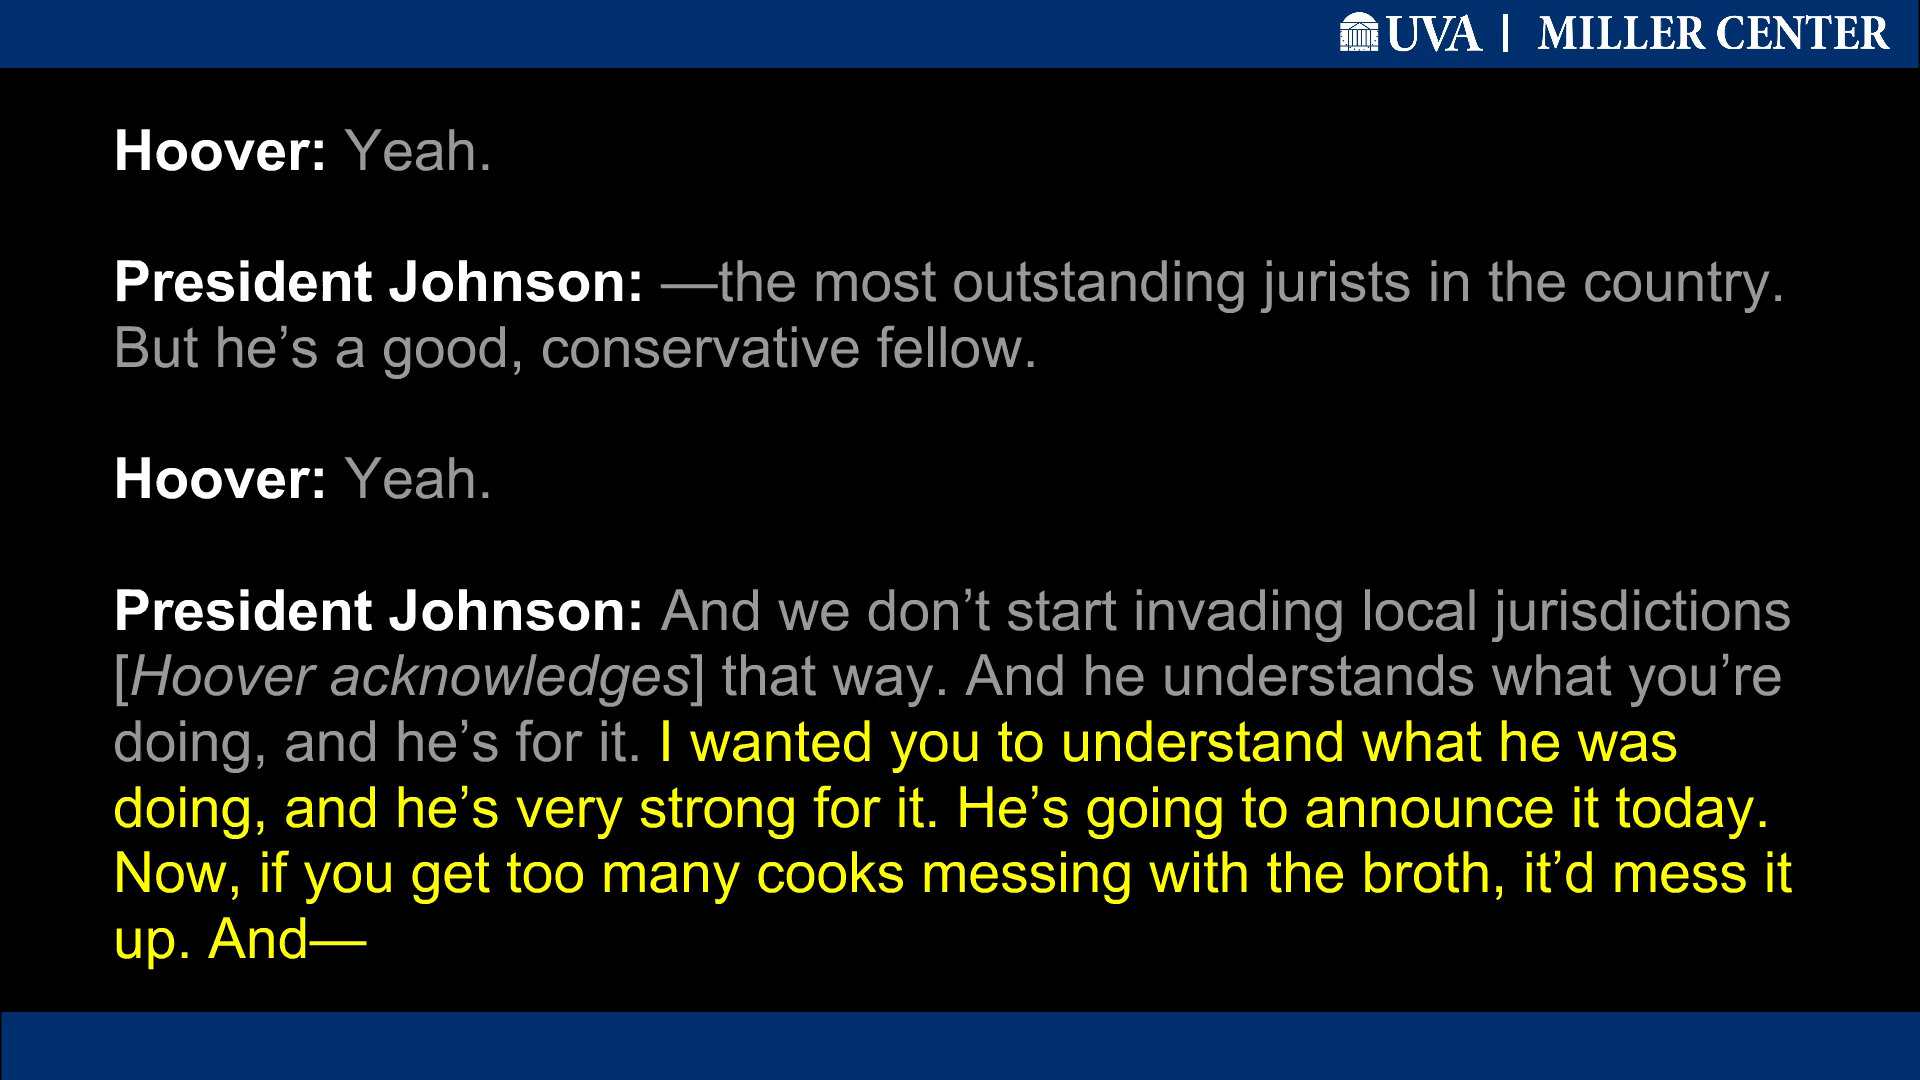 UVA | MILLER CENTER
Hoover: Yeah.
President Johnson: —the most outstanding jurists in the country.
But he’s a good, conservative fellow.
Hoover: Yeah.
President Johnson: And we don’t start invading local jurisdictions
[Hoover acknowledges] that way. And he understands what you’re
doing, and he’s for it. I wanted you to understand what he was
doing, and he’s very strong for it. He’s going to announce it today.
Now, if you get too many cooks messing with the broth, it’d mess it
up. And—